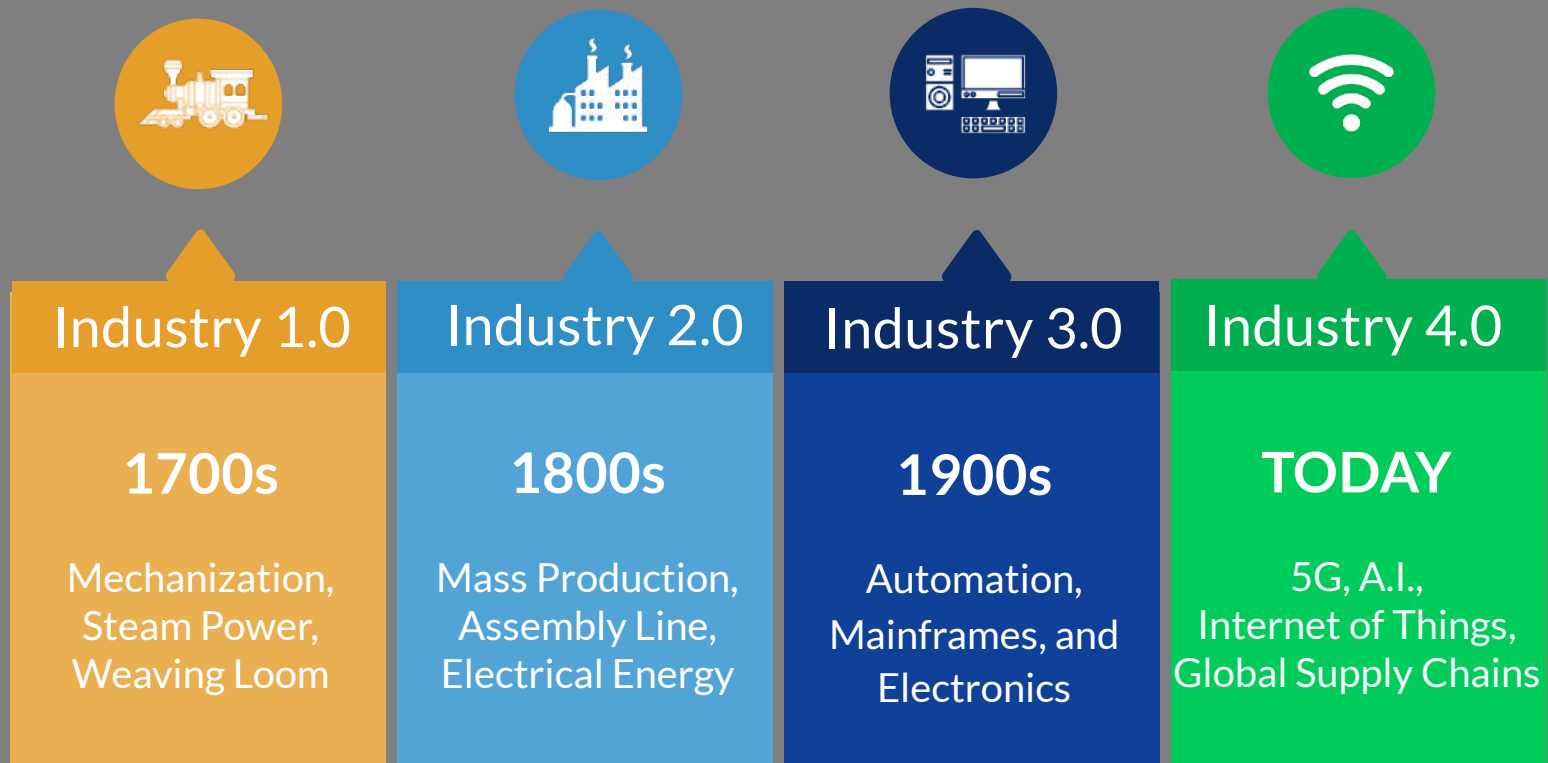 Industry 1.0
1700s
Mechanization,
Steam Power,
Weaving Loom
Industry 2.0
1800s
Mass Production,
Assembly Line,
Electrical Energy
Industry 3.0
1900s
Automation,
Mainframes, and
Electronics
Industry 4.0
TODAY
5G, A.I.,
Internet of Things,
Global Supply Chains